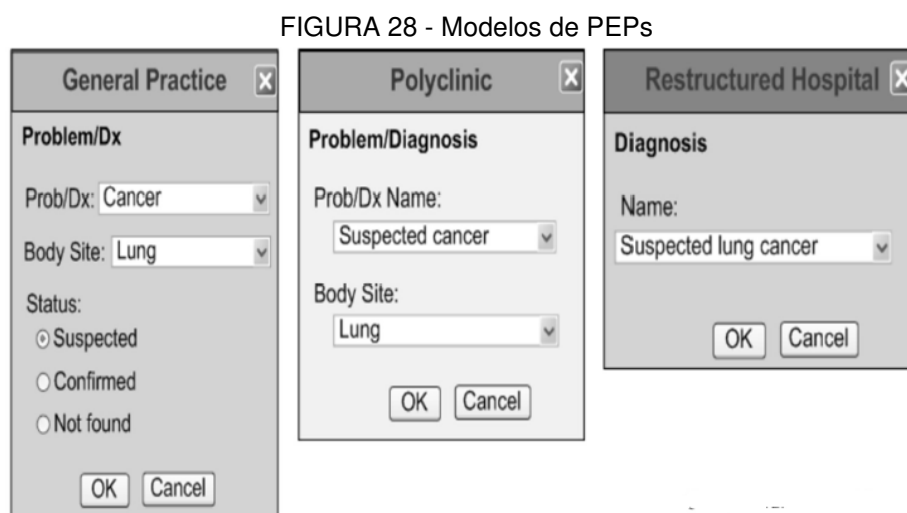 FIGURA 28 - Modelos de PEPs
General Practice
Problem/Dx
Prob/Dx: Cancer
Body Site: Lung
Status:
Suspected
Confirmed
Not found
OK Cancel
Polyclinic
Problem/Diagnosis
Prob/Dx Name:
Suspected cancer
Body Site:
Lung
OK Cancel
Restructured Hospital
Diagnosis
Name:
Suspected lung cancer
OK Cancel